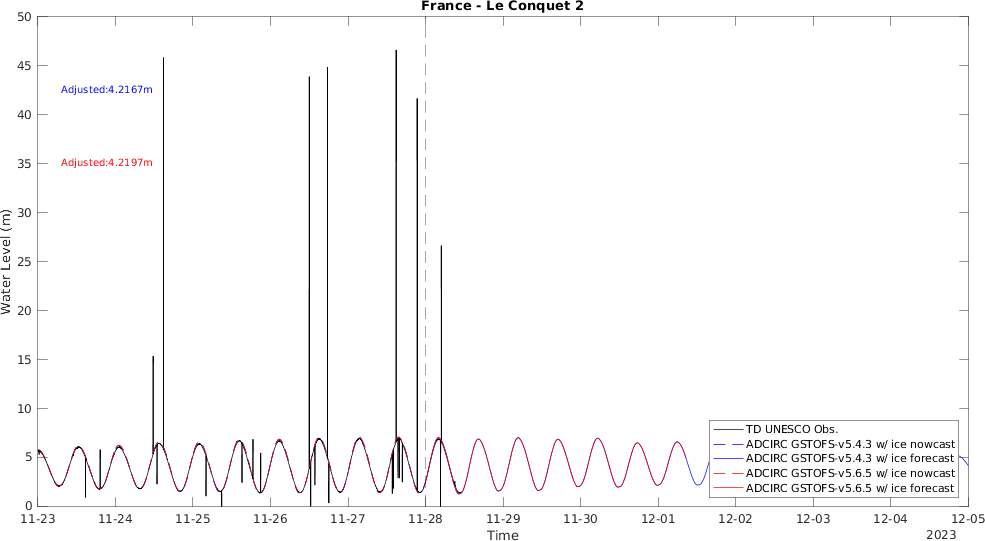 France - Le Conquet 2
50
45
40
35
30
25
20
15
10
5
0
Water Level (m)
Adjusted:4.2167m
Adjusted:4.2197m
TD UNESCO Obs.
ADCIRC GSTOFS-v5.4.3 w/ ice nowcast
ADCIRC GSTOFS-v5.4.3 w/ ice forecast
ADCIRC GSTOFS-v5.6.5 w/ ice nowcast
ADCIRC GSTOFS-v5.6.5 w/ ice forecast
11-23 11-24 11-25 11-26 11-27 11-28 11-29 11-30 12-01 12-02 12-03 12-04 12-05
Time
2023